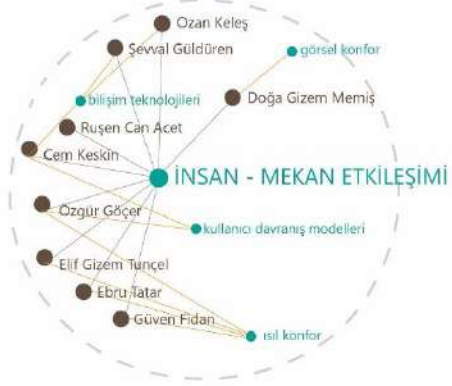 Ozan Keleş
Şevval Güldüren
görsel konfor
bilişim teknolojileri
Doğa Gizem Memiş
Ruşen Can Acet
Cem Keskin
İNSAN - MEKAN ETKİLEŞİMİ
Özgür Göçer
kullanıcı davranış modelleri
Elif Gizem Tunçel
Ebru Tatar
Güven Fidan
ısıl konfor